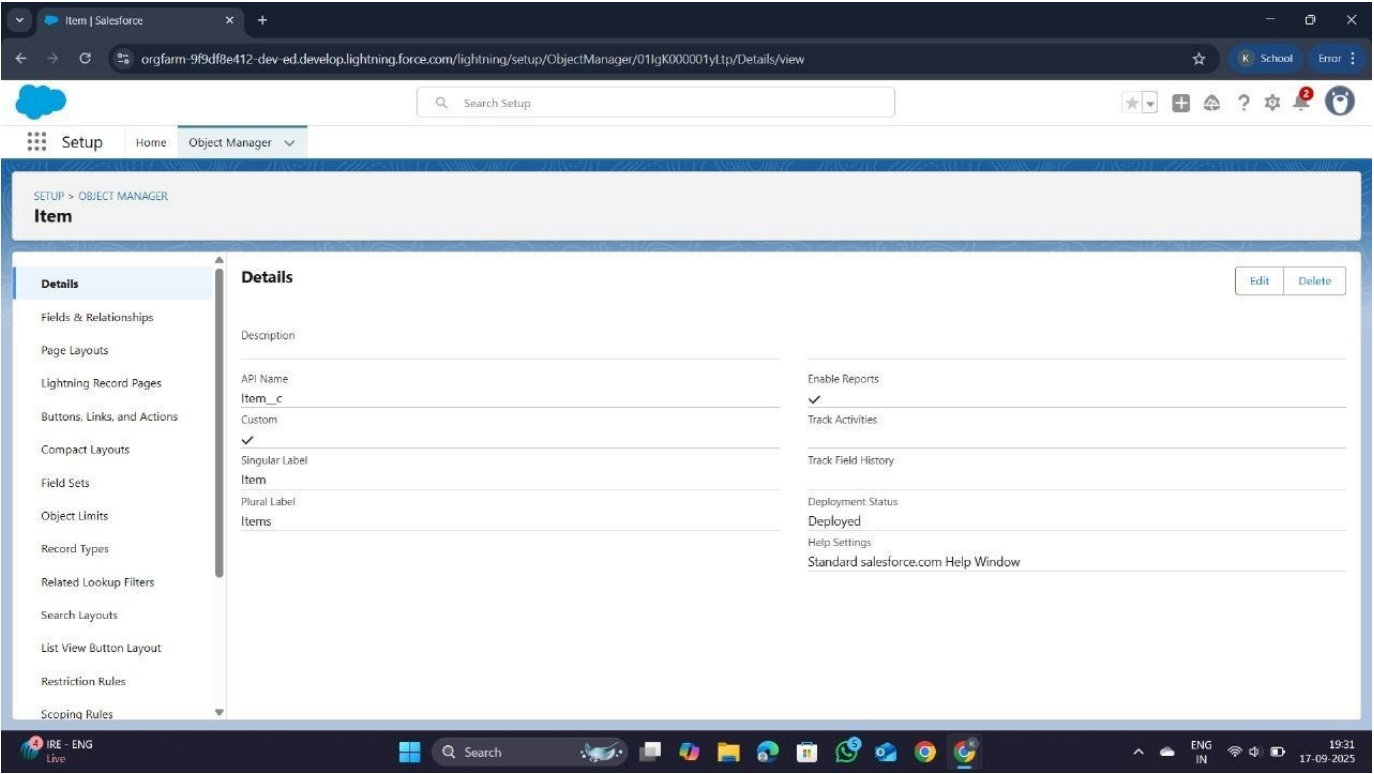 Item | Salesforce
orgfarm-9f9df8e412-dev-ed.develop.lightning.force.com/lightning/setup/ObjectManager/01IgK000001yLtp/Details/view
K School
Error
Search Setup
2
Setup
Home
Object Manager
SETUP > OBJECT MANAGER
Item
Details
Fields & Relationships
Page Layouts
Lightning Record Pages
Buttons, Links, and Actions
Compact Layouts
Field Sets
Object Limits
Record Types
Related Lookup Filters
Search Layouts
List View Button Layout
Restriction Rules
Scoping Rules
Details
Edit
Delete
Description
API Name
Item__c
Custom
Singular Label
Item
Plural Label
Items
Enable Reports
Track Activities
Track Field History
Deployment Status
Deployed
Help Settings
Standard salesforce.com Help Window
4
IRE - ENG
Live
Search
ENG
IN
19:31
17-09-2025